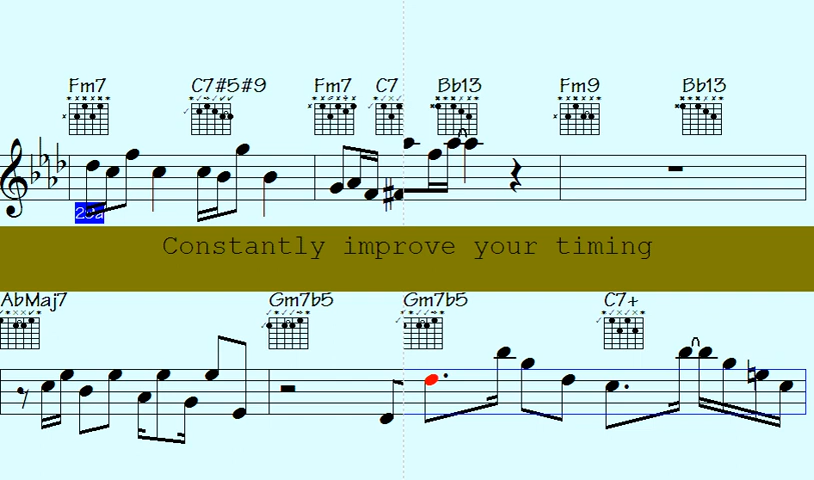 Fm7 C7#5#9 Fm7 C7 Bb13 Fm9 Bb13
Constantly improve your timing
AbMaj7 Gm7b5 Gm7b5 C7+